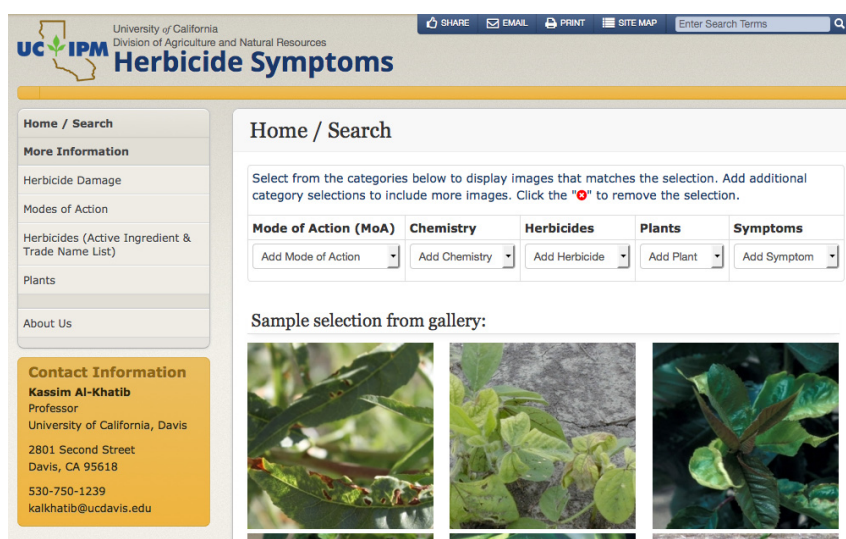 SHARE EMAIL PRINT SITE MAP Enter Search Terms
UC IPM
University of California
Division of Agriculture and Natural Resources
Herbicide Symptoms
Home / Search
More Information
Herbicide Damage
Modes of Action
Herbicides (Active Ingredient &
Trade Name List)
Plants
About Us
Contact Information
Kassim Al-Khatib
Professor
University of California, Davis
2801 Second Street
Davis, CA 95618
530-750-1239
kalkhatib@ucdavis.edu
Home / Search
Select from the categories below to display images that matches the selection. Add additional
category selections to include more images. Click the "" to remove the selection.
Mode of Action (MoA) Chemistry Herbicides Plants Symptoms
Add Mode of Action Add Chemistry Add Herbicide Add Plant Add Symptom
Sample selection from gallery: